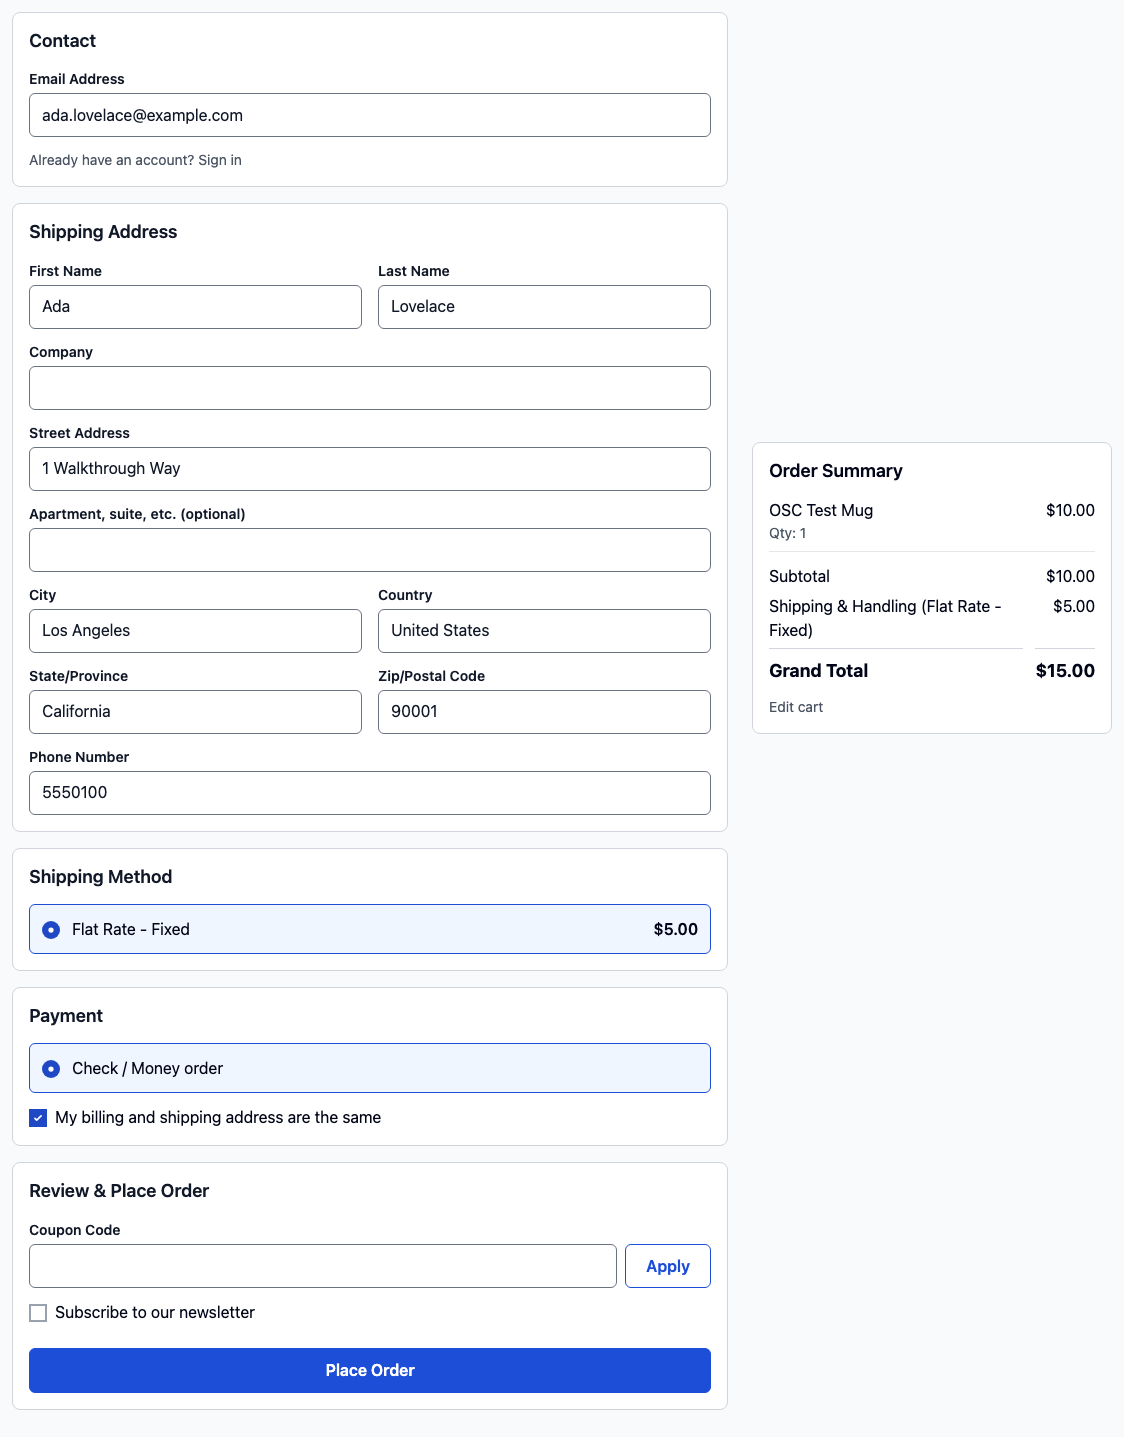 Contact
Email Address
ada.lovelace@example.com
Already have an account? Sign in
Shipping Address
First Name
Last Name
Ada
Lovelace
Company
Street Address
1 Walkthrough Way
Apartment, suite, etc. (optional)
City
Country
Los Angeles
United States
State/Province
Zip/Postal Code
California
90001
Phone Number
5550100
Shipping Method
Flat Rate - Fixed $5.00
Payment
Check / Money order
My billing and shipping address are the same
Review & Place Order
Coupon Code
Apply
Subscribe to our newsletter
Place Order
Order Summary
OSC Test Mug $10.00
Qty: 1
Subtotal $10.00
Shipping & Handling (Flat Rate - $5.00
Fixed)
Grand Total $15.00
Edit cart